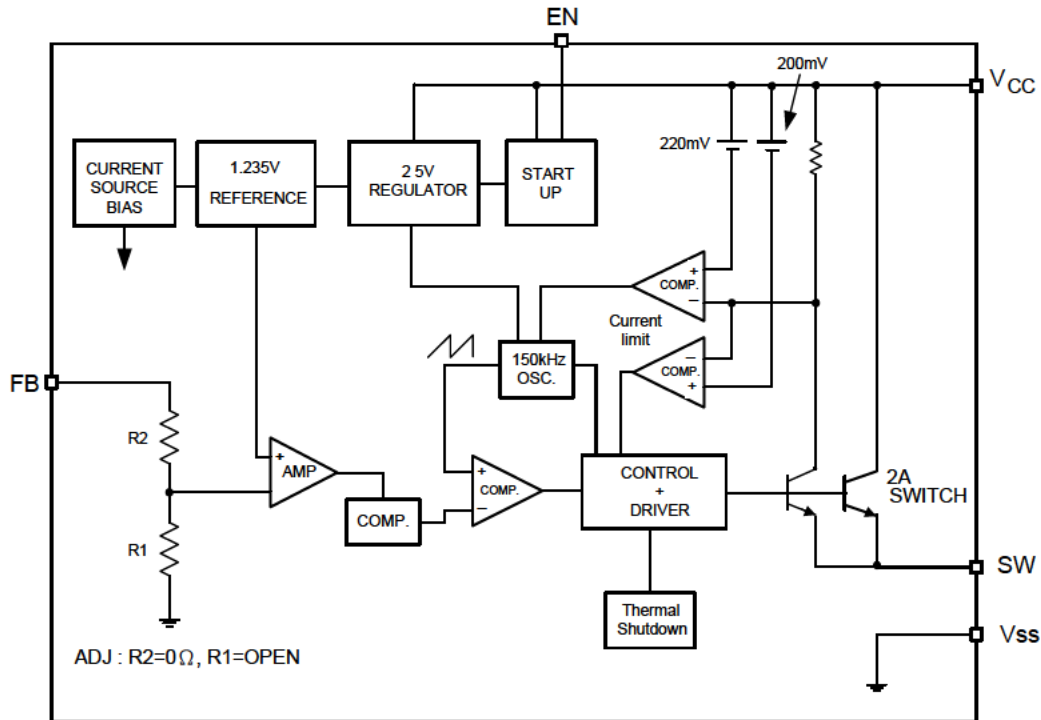 EN
200mV
VCC
220mV
CURRENT
SOURCE
BIAS
1.235V
REFERENCE
2 5V
REGULATOR
START
UP
+
COMP.
−
Current
limit
−
COMP.
+
150kHz
OSC.
FB
R2
+
AMP
+
COMP.
−
COMP.
CONTROL
+
DRIVER
2A
SWITCH
R1
SW
Thermal
Shutdown
Vss
ADJ : R2=0Ω, R1=OPEN